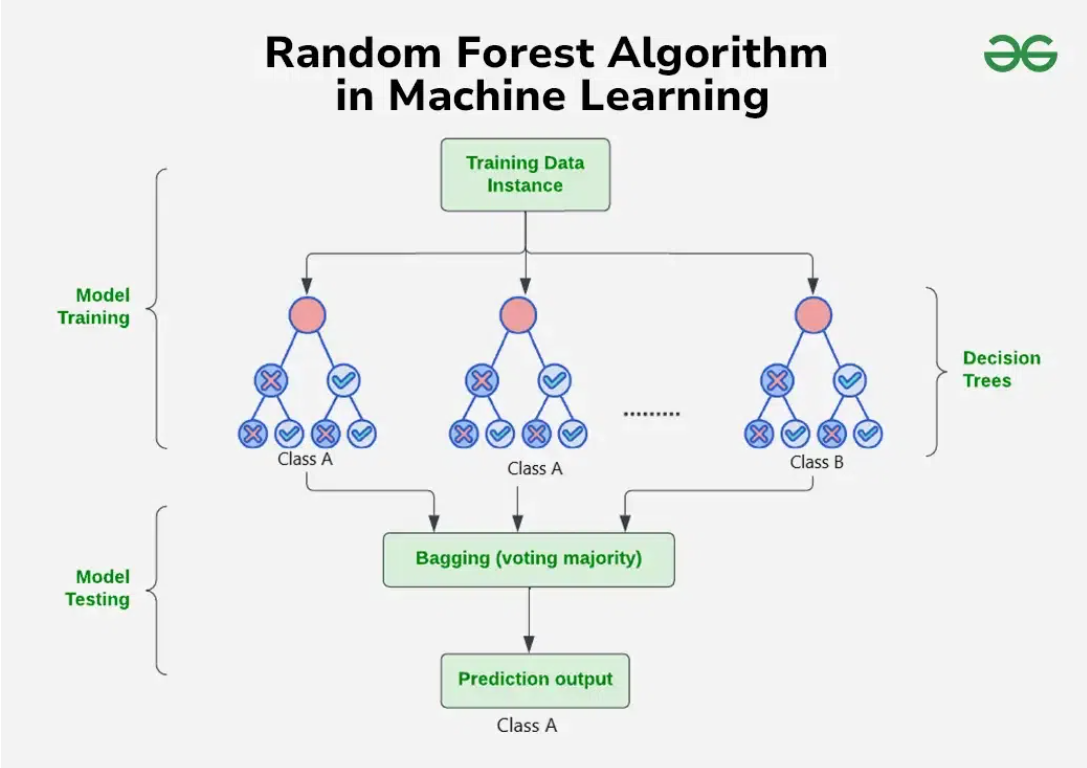 Random Forest Algorithm
in Machine Learning
Training Data
Instance
Model
Training
Decision
Trees
.........
Class A
Class A
Class B
Bagging (voting majority)
Model
Testing
Prediction output
Class A